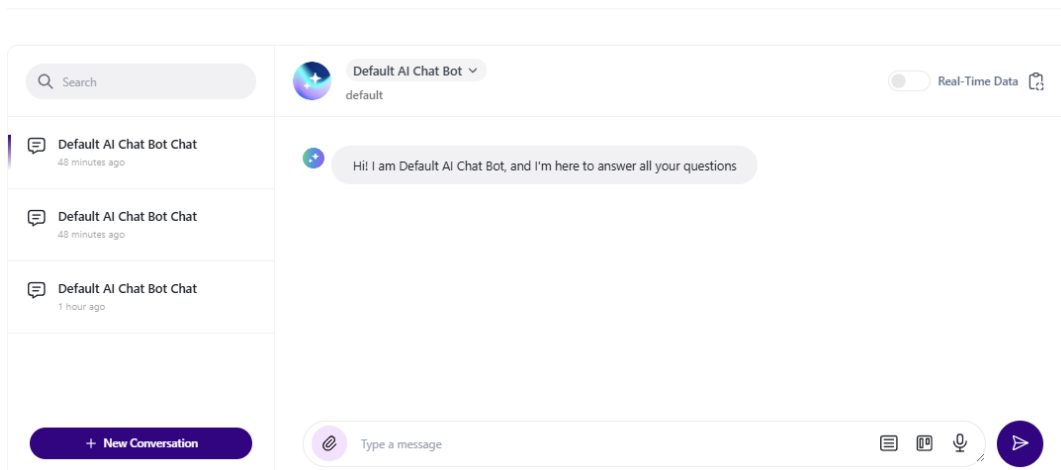 Search
Default AI Chat Bot Chat
48 minutes ago
Default AI Chat Bot Chat
48 minutes ago
Default AI Chat Bot Chat
1 hour ago
+ New Conversation
Default AI Chat Bot
default
Real-Time Data
Hi! I am Default AI Chat Bot, and I'm here to answer all your questions
Type a message